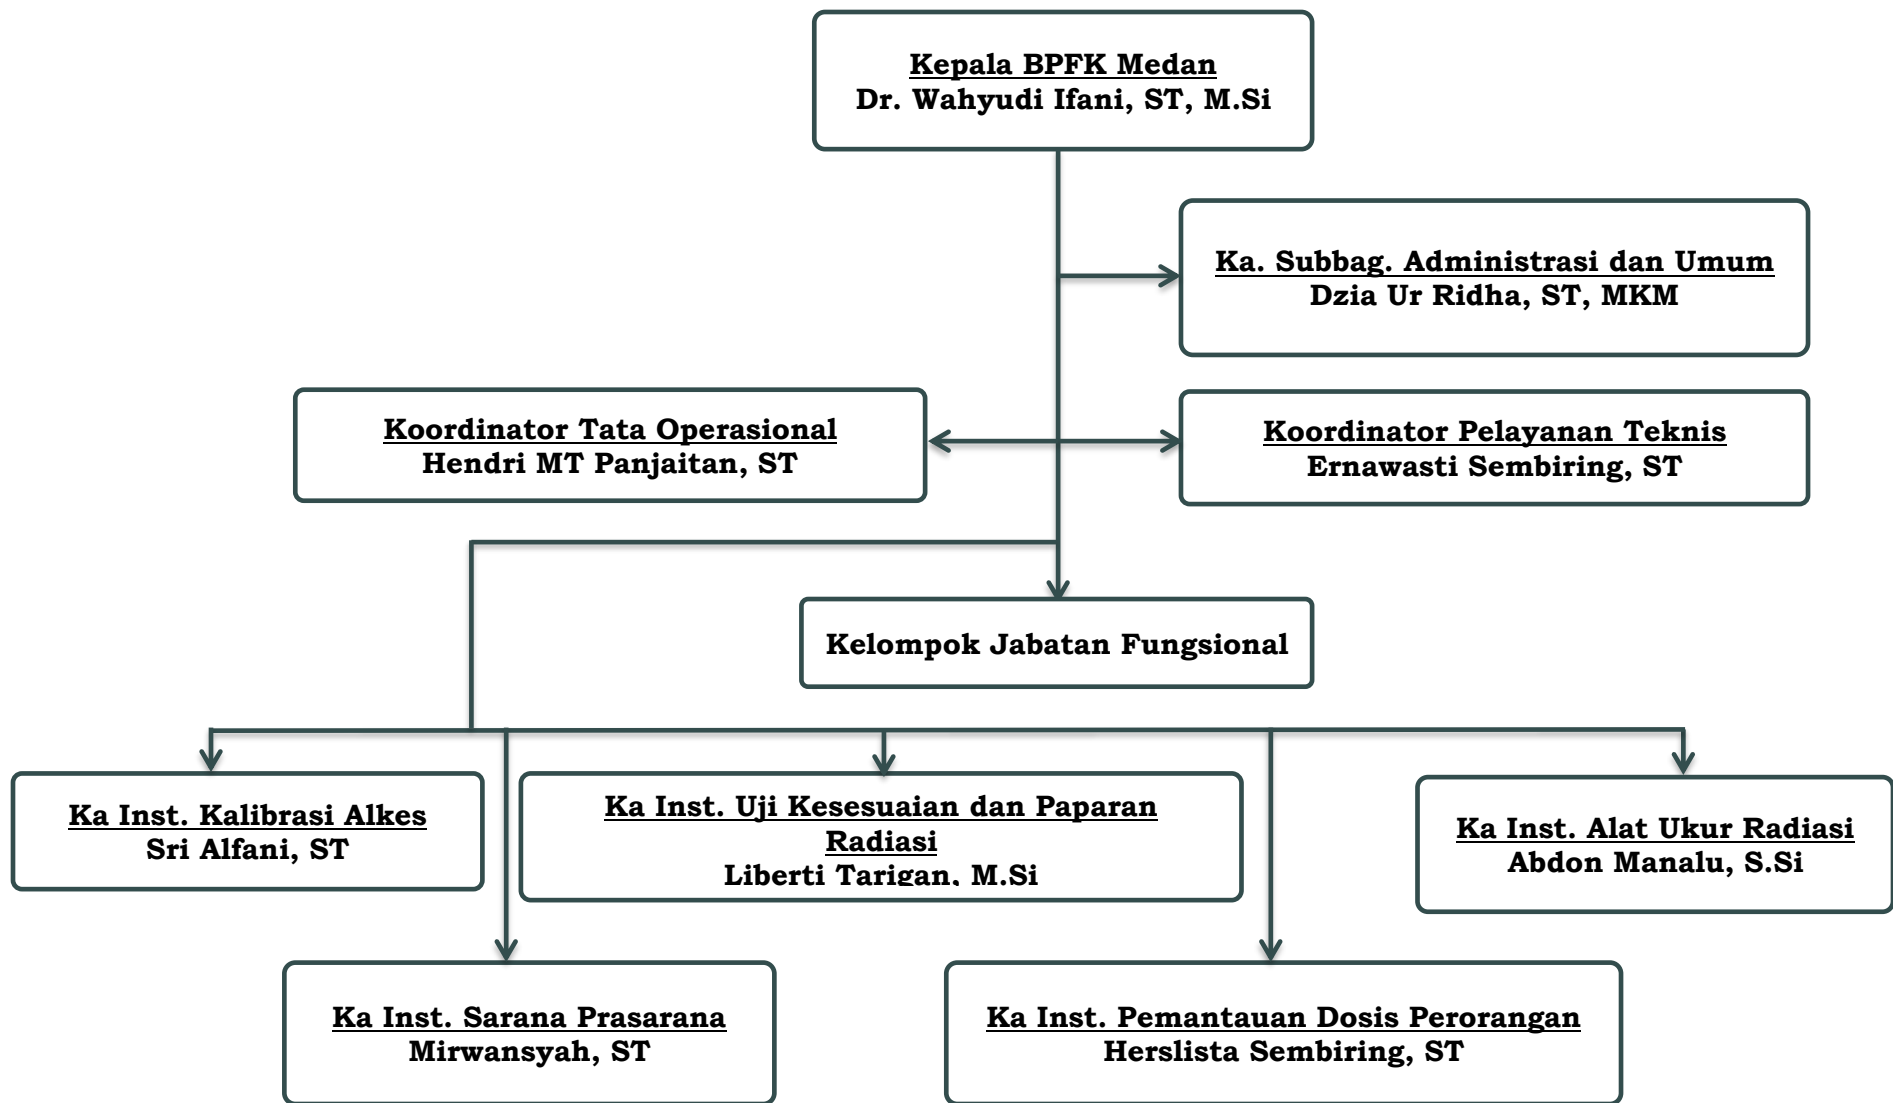 Kepala BPFK Medan
Dr. Wahyudi Ifani, ST, M.Si
Ka. Subbag. Administrasi dan Umum
Dzia Ur Ridha, ST, MKM
Koordinator Tata Operasional
Hendri MT Panjaitan, ST
Koordinator Pelayanan Teknis
Ernawasti Sembiring, ST
Kelompok Jabatan Fungsional
Ka Inst. Kalibrasi Alkes
Sri Alfani, ST
Ka Inst. Uji Kesesuaian dan Paparan
Radiasi
Liberti Tarigan, M.Si
Ka Inst. Alat Ukur Radiasi
Abdon Manalu, S.Si
Ka Inst. Sarana Prasarana
Mirwansyah, ST
Ka Inst. Pemantauan Dosis Perorangan
Herslista Sembiring, ST